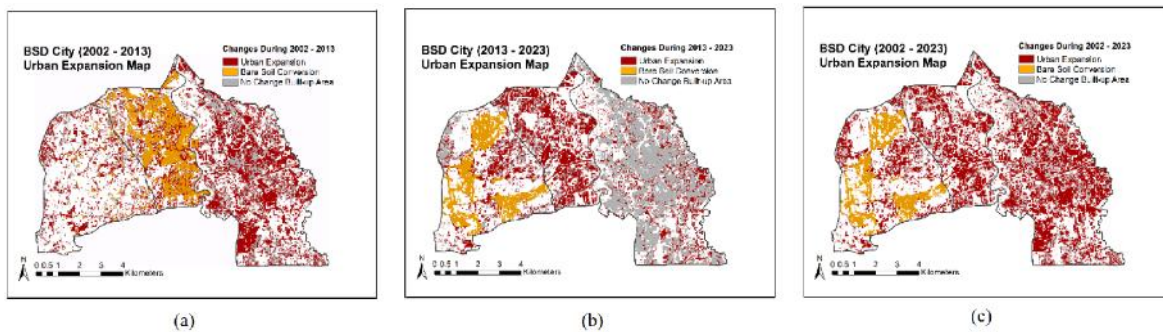 BSD City (2002 - 2013)
Urban Expansion Map
Changes During 2002 - 2013
Urban Expansion
Bare Soil Conversion
No Change Built-up Area
N
0 0.5 1 2 3 4
Kilometers
(a)
BSD City (2013 - 2023)
Urban Expansion Map
Changes During 2013 - 2023
Urban Expansion
Bare Soil Conversion
No Change Built-up Area
N
0 0.5 1 2 3 4
Kilometers
(b)
BSD City (2002 - 2023)
Urban Expansion Map
Changes During 2002 - 2023
Urban Expansion
Bare Soil Conversion
No Change Built-up Area
N
0 0.5 1 2 3 4
Kilometers
(c)